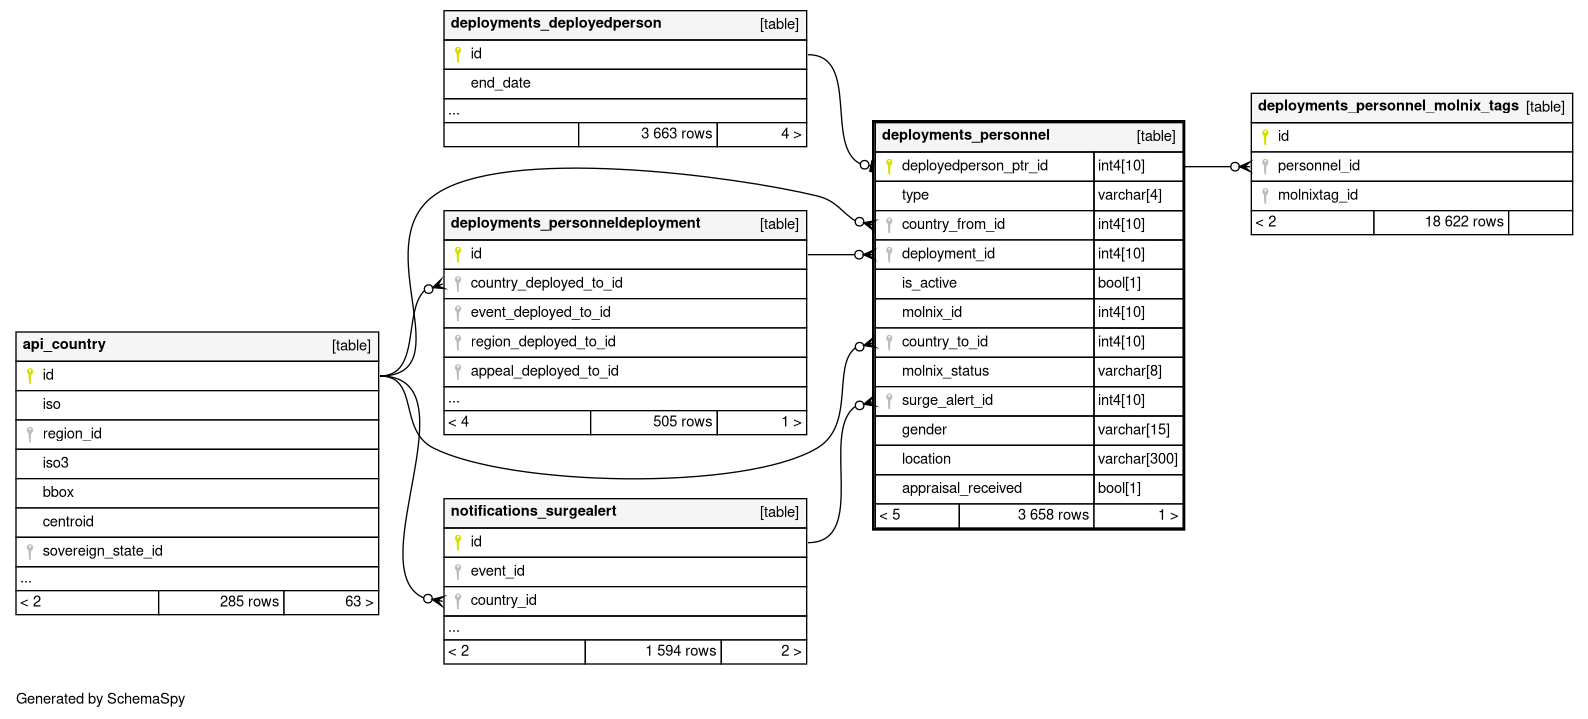 deployments_deployedperson [table]
id
end_date
...
3 663 rows 4 >
deployments_personneldeployment [table]
id
country_deployed_to_id
event_deployed_to_id
region_deployed_to_id
appeal_deployed_to_id
...
< 4 505 rows 1 >
api_country [table]
id
iso
region_id
iso3
bbox
centroid
sovereign_state_id
...
< 2 285 rows 63 >
notifications_surgealert [table]
id
event_id
country_id
...
< 2 1 594 rows 2 >
deployments_personnel [table]
deployedperson_ptr_id int4[10]
type varchar[4]
country_from_id int4[10]
deployment_id int4[10]
is_active bool[1]
molnix_id int4[10]
country_to_id int4[10]
molnix_status varchar[8]
surge_alert_id int4[10]
gender varchar[15]
location varchar[300]
appraisal_received bool[1]
< 5 3 658 rows 1 >
deployments_personnel_molnix_tags [table]
id
personnel_id
molnixtag_id
< 2 18 622 rows
Generated by SchemaSpy